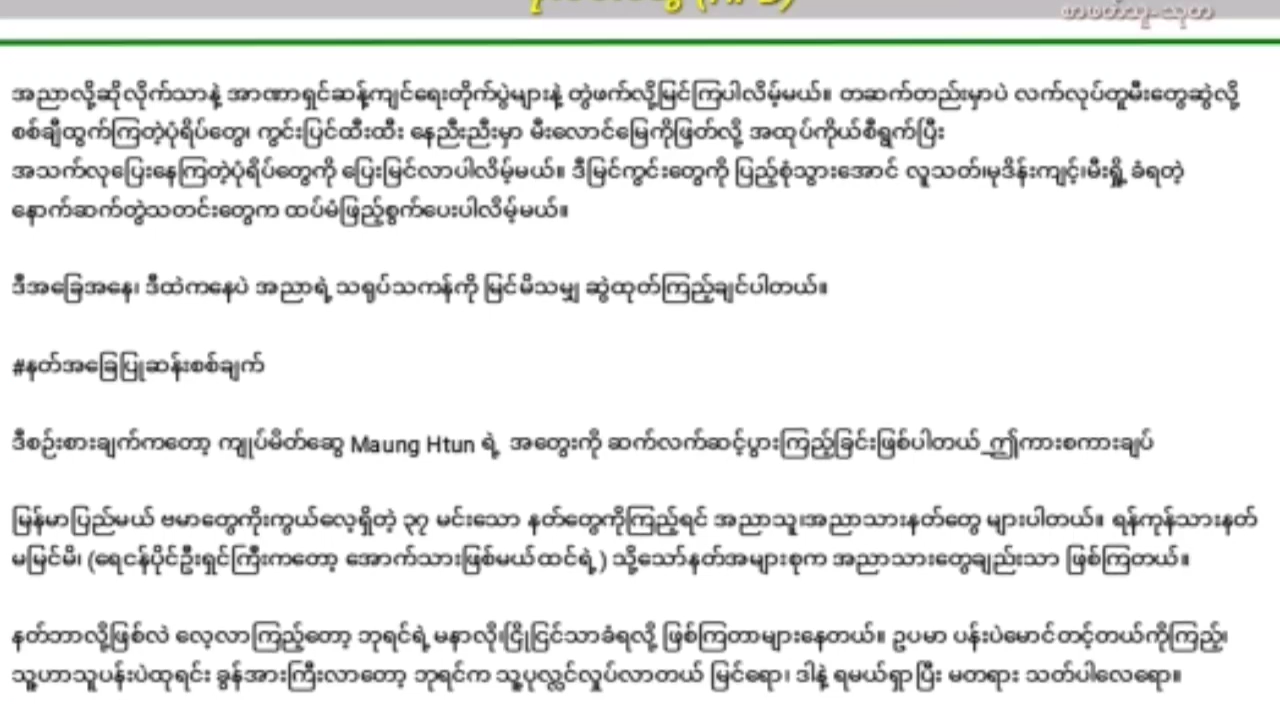 စာဖတ်သူ-သုတ
အညာလို့ဆိုလိုက်သာနဲ့ အာဏာရှင်ဆန့်ကျင်ရေးတိုက်ပွဲများနဲ့ တွဲဖက်လို့မြင်ကြပါလိမ့်မယ်။ တဆက်တည်းမှာပဲ လက်လုပ်တူမီးတွေဆွဲလို့
စစ်ချီထွက်ကြတဲ့ပုံရိပ်တွေ၊ ကွင်းပြင်ထီးထီး နေညီးညီးမှာ မီးလောင်မြေကိုဖြတ်လို့ အထုပ်ကိုယ်စီရွက်ပြီး
အသက်လုပြေးနေကြတဲ့ပုံရိပ်တွေကို ပြေးမြင်လာပါလိမ့်မယ်။ ဒီမြင်ကွင်းတွေကို ပြည့်စုံသွားအောင် လူသတ်၊မုဒိန်းကျင့်၊မီးရှို့ ခံရတဲ့
နောက်ဆက်တွဲသတင်းတွေက ထပ်မံဖြည့်စွက်ပေးပါလိမ့်မယ်။
ဒီအခြေအနေ၊ ဒီထဲကနေပဲ အညာရဲ့ သရုပ်သကန်ကို မြင်မိသမျှ ဆွဲထုတ်ကြည့်ချင်ပါတယ်။
#နတ်အခြေပြုဆန်းစစ်ချက်
ဒီစဉ်းစားချက်ကတော့ ကျုပ်မိတ်ဆွေ Maung Htun ရဲ့ အတွေးကို ဆက်လက်ဆင့်ပွားကြည့်ခြင်းဖြစ်ပါတယ်_ဤကားစကားချပ်
မြန်မာပြည်မယ် ဗမာတွေကိုးကွယ်လေ့ရှိတဲ့ ၃၇ မင်းသော နတ်တွေကိုကြည့်ရင် အညာသူ၊အညာသားနတ်တွေ များပါတယ်။ ရန်ကုန်သားနတ်
မမြင်မိ၊ (ရေငန်ပိုင်ဦးရှင်ကြီးကတော့ အောက်သားဖြစ်မယ်ထင်ရဲ့) သို့သော်နတ်အများစုက အညာသားတွေချည်းသာ ဖြစ်ကြတယ်။
နတ်ဘာလို့ဖြစ်လဲ လေ့လာကြည့်တော့ ဘုရင်ရဲ့ မနာလို၊ငြိုငြင်သာခံရလို့ ဖြစ်ကြတာများနေတယ်။ ဥပမာ ပန်းပဲမောင်တင့်တယ်ကိုကြည့်၊
သူ့ဟာသူပန်းပဲထုရင်း ခွန်အားကြီးလာတော့ ဘုရင်က သူ့ပုလ္လင်လှုပ်လာတယ် မြင်ရော၊ ဒါနဲ့ ရမယ်ရှာပြီး မတရား သတ်ပါလေရော။